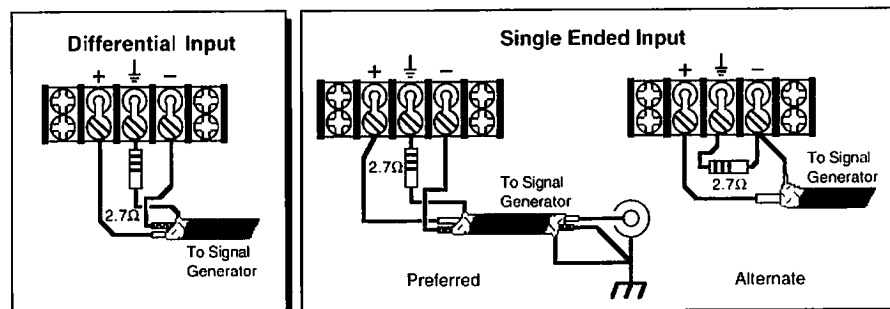 Differential Input
+ ⏚ −
2.7Ω
To Signal
Generator
Single Ended Input
+ ⏚ −
2.7Ω
To Signal
Generator
Preferred
+ ⏚ −
2.7Ω
To Signal
Generator
Alternate